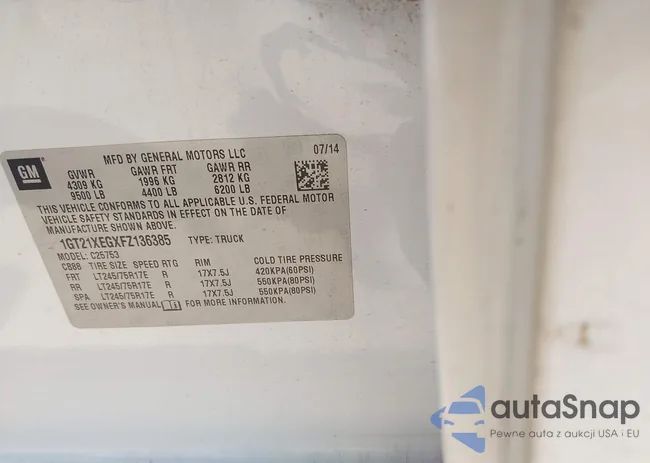 GM
MFD BY GENERAL MOTORS LLC
07/14
GVWR GAWR FRT GAWR RR
4309 KG 1996 KG 2812 KG
9500 LB 4400 LB 6200 LB
THIS VEHICLE CONFORMS TO ALL APPLICABLE U.S. FEDERAL MOTOR
VEHICLE SAFETY STANDARDS IN EFFECT ON THE DATE OF
MANUFACTURE SHOWN ABOVE.
1GT21XEGXFZ136385 TYPE: TRUCK
MODEL: C25753
CB88 TIRE SIZE SPEED RTG RIM COLD TIRE PRESSURE
FRT LT245/75R17E R 17X7.5J 420KPA(60PSI)
RR LT245/75R17E R 17X7.5J 550KPA(80PSI)
SPA LT245/75R17E R 17X7.5J 550KPA(80PSI)
SEE OWNER'S MANUAL i FOR MORE INFORMATION.
autaSnap
Pewne auta z aukcji USA i EU